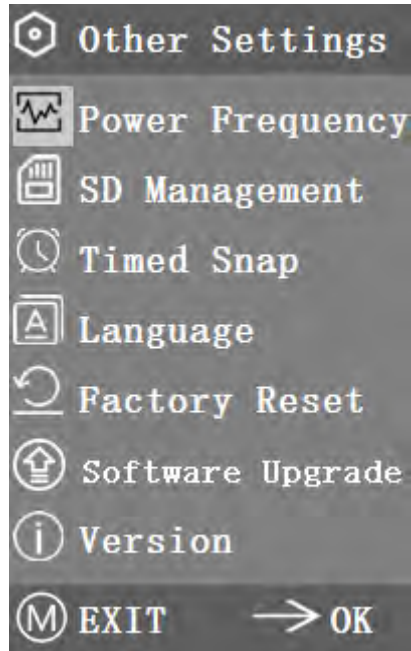 Other Settings
Power Frequency
SD Management
Timed Snap
A Language
Factory Reset
Software Upgrade
i Version
M EXIT → OK